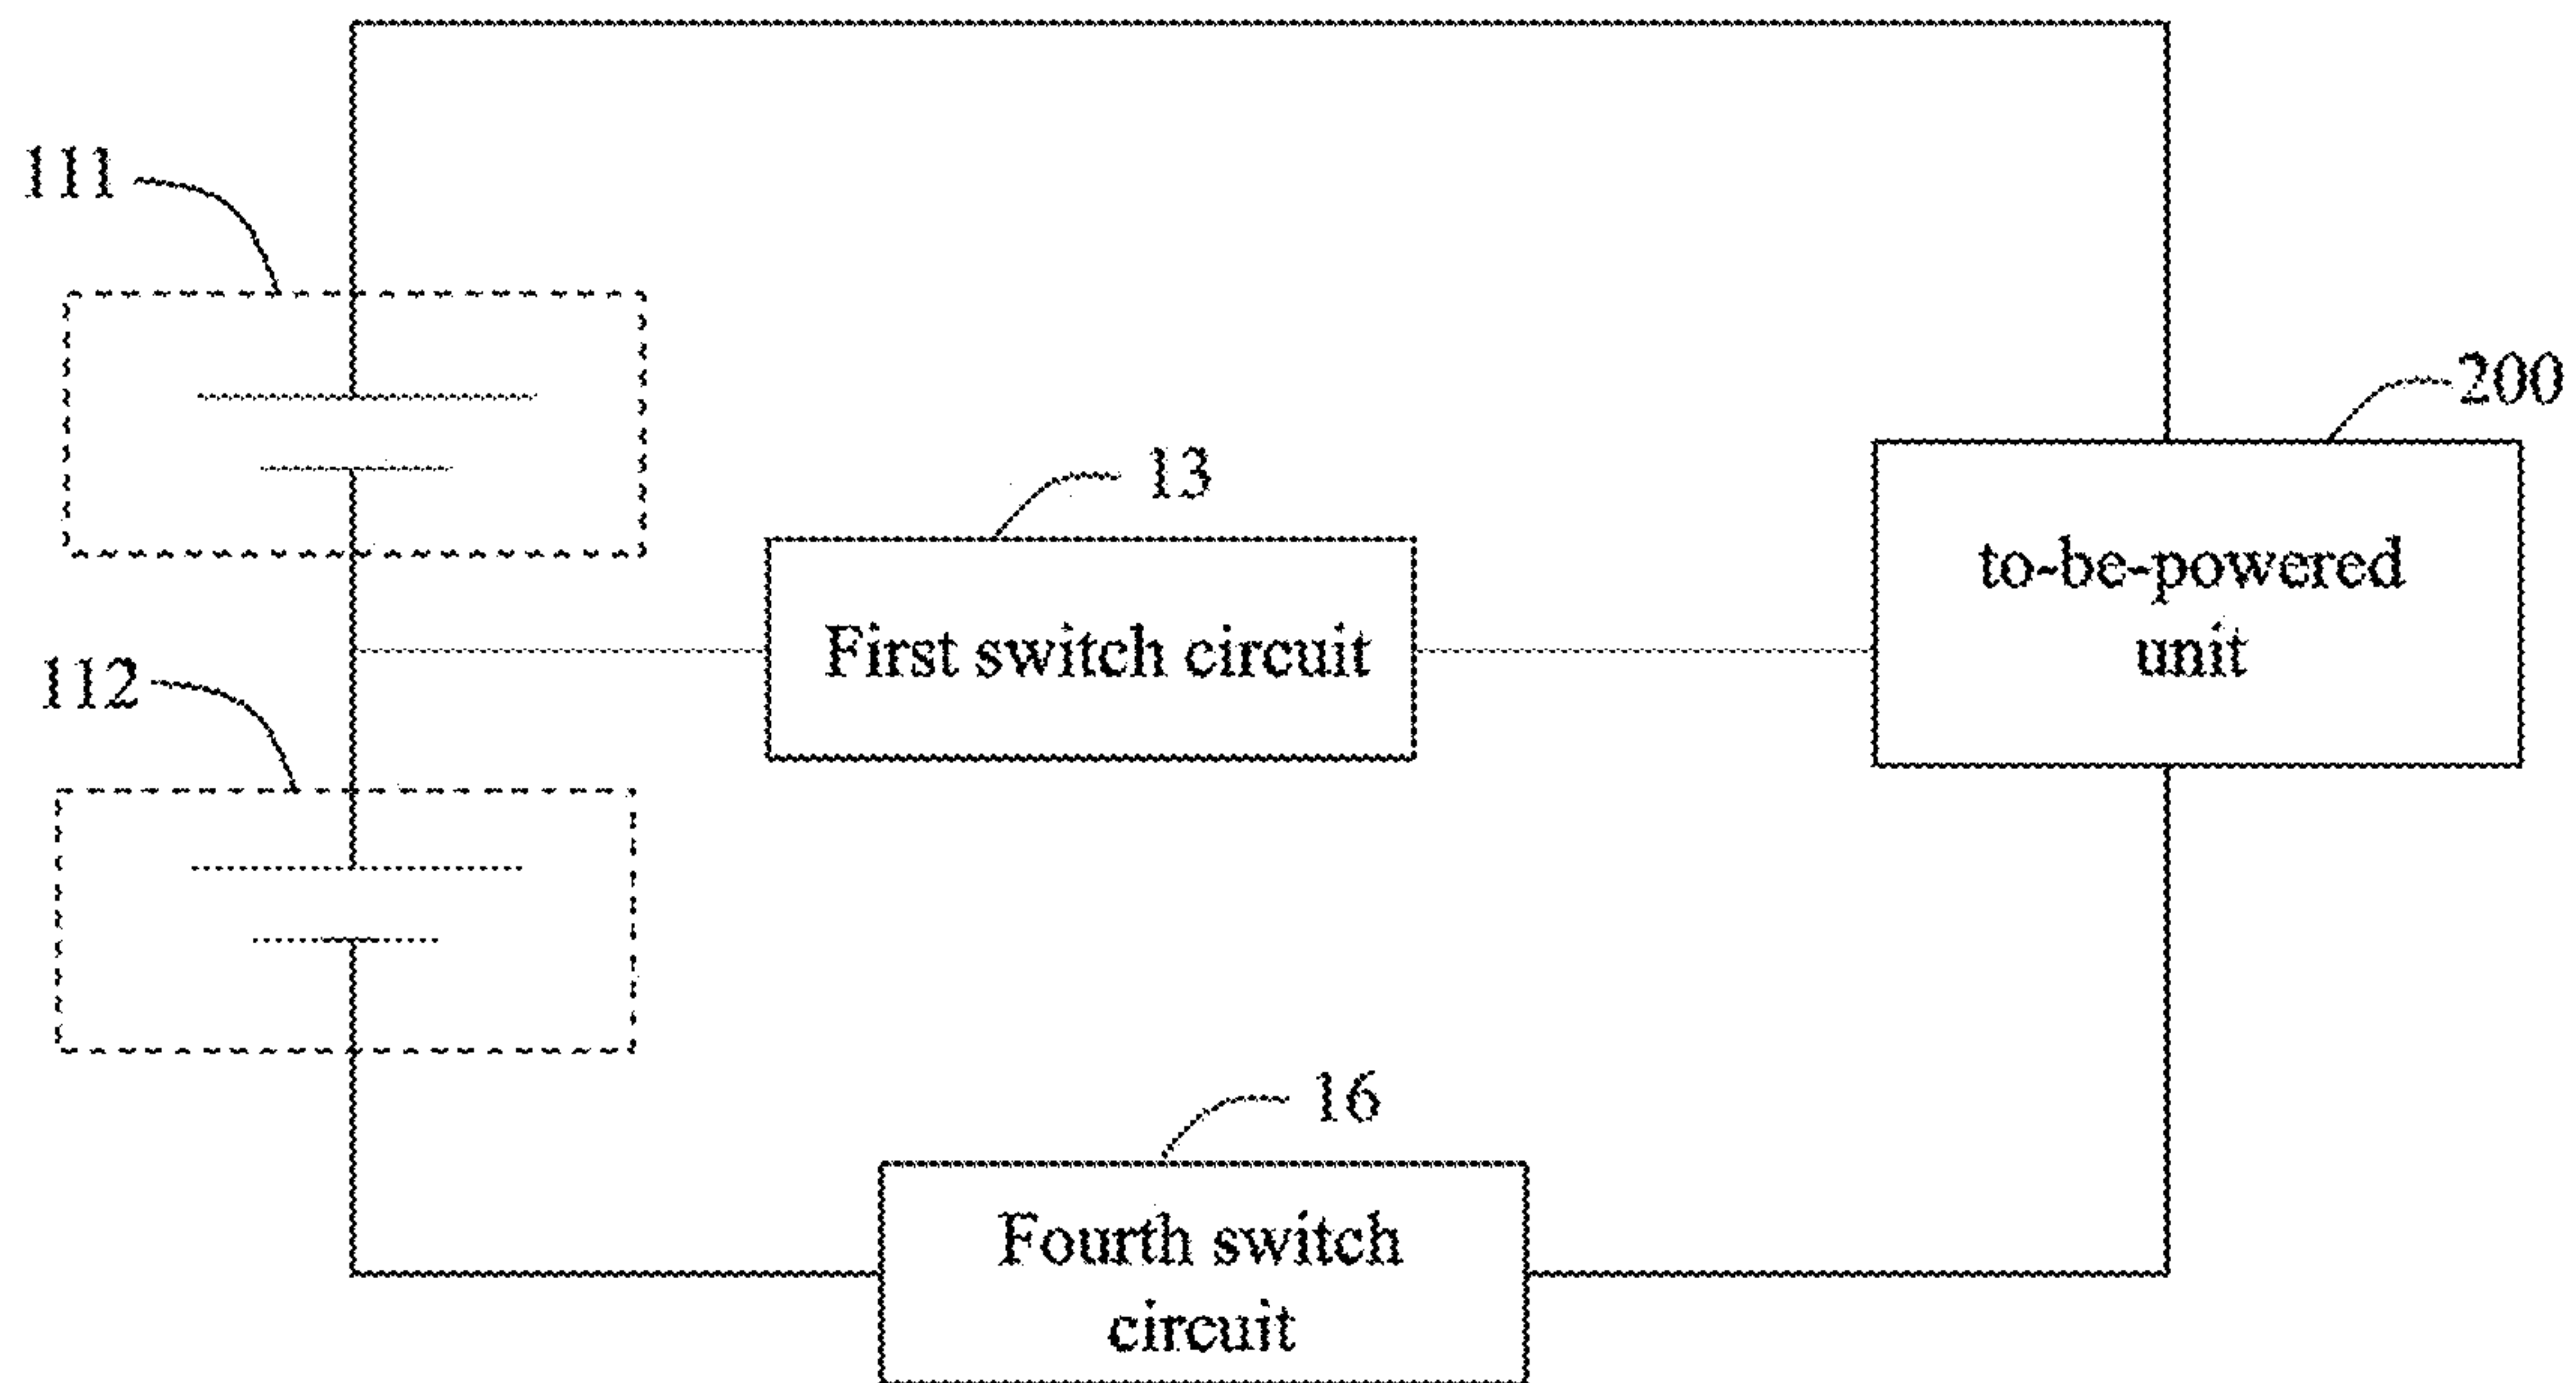 111
200
13
to-be-powered
unit
First switch circuit
112
16
Fourth switch
circuit